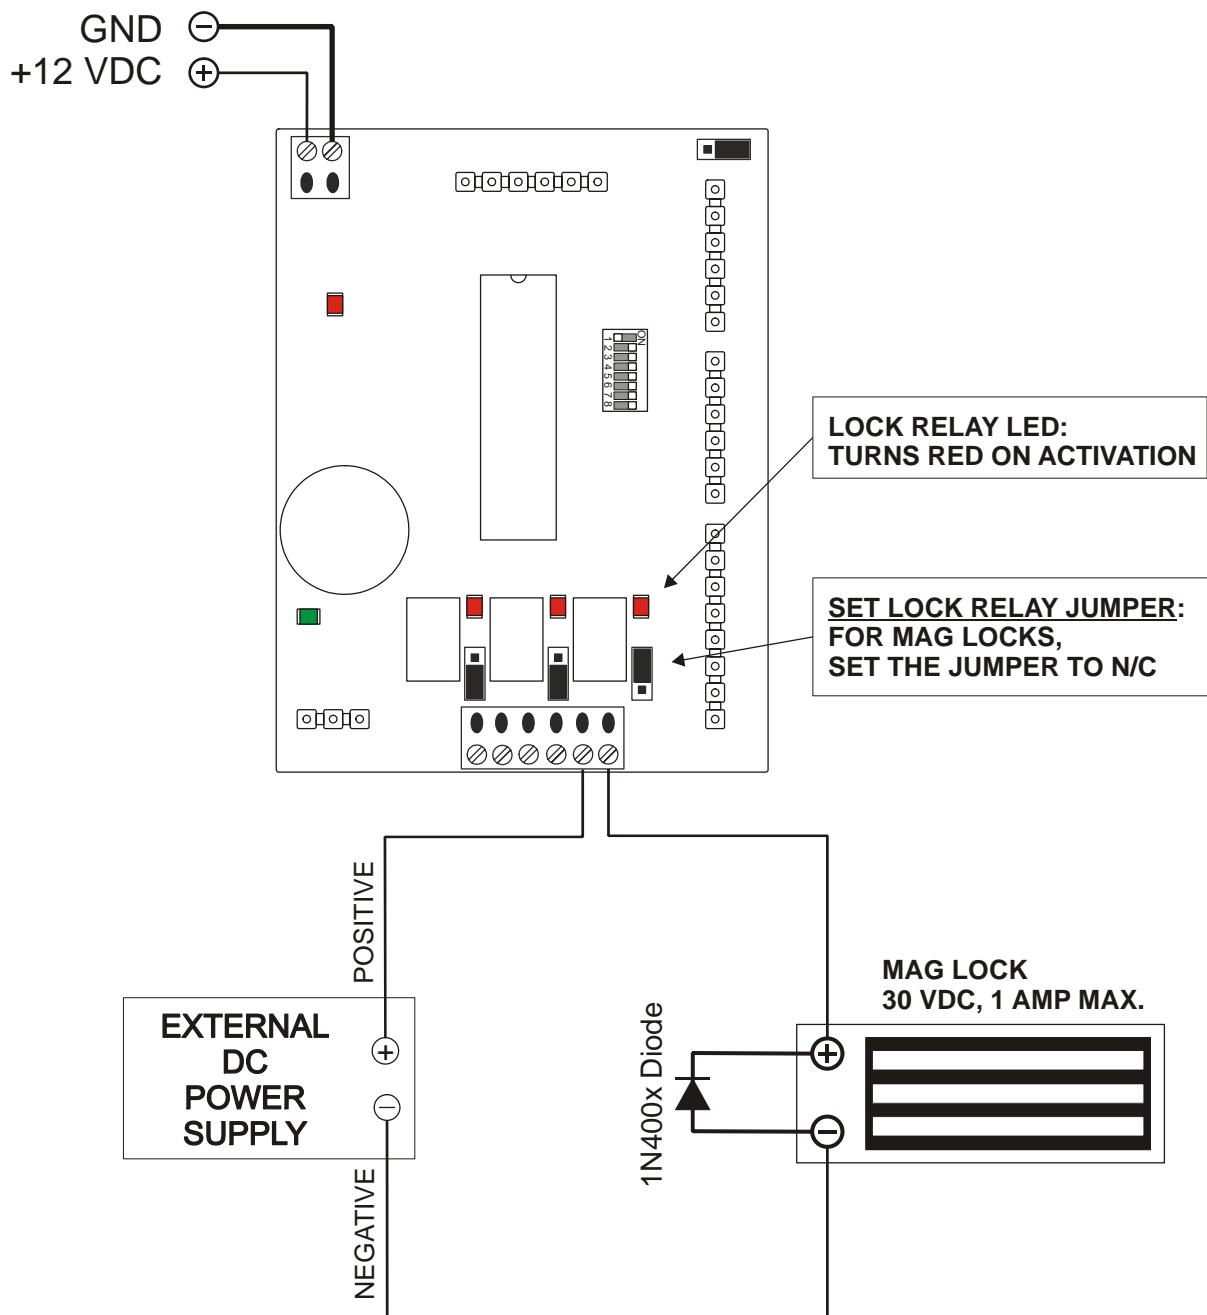 GND
+12 VDC
ON
1 2 3 4 5 6 7 8
LOCK RELAY LED:
TURNS RED ON ACTIVATION
SET LOCK RELAY JUMPER:
FOR MAG LOCKS,
SET THE JUMPER TO N/C
POSITIVE
MAG LOCK
30 VDC, 1 AMP MAX.
EXTERNAL
DC
POWER
SUPPLY
1N400x Diode
NEGATIVE